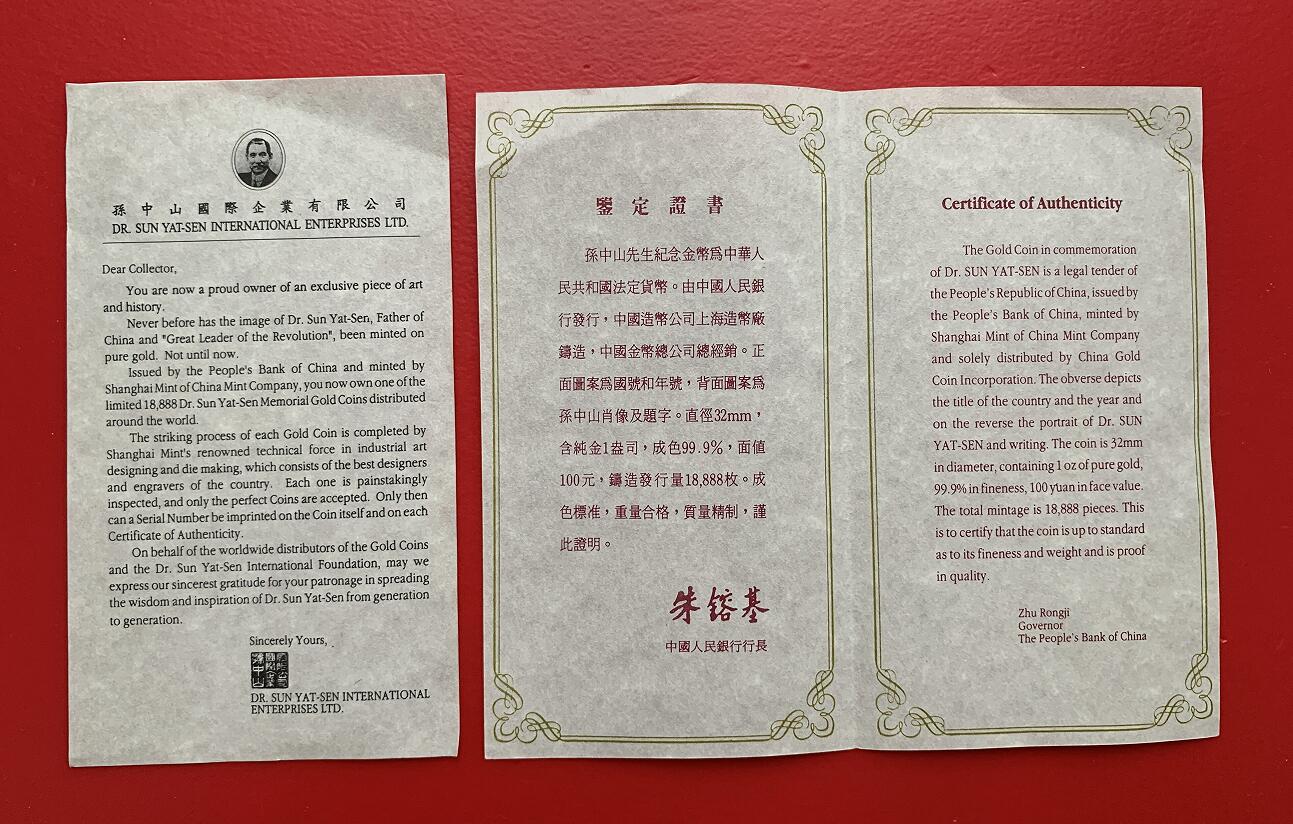 孫中山國際企業有限公司
DR. SUN YAT-SEN INTERNATIONAL ENTERPRISES LTD.
Dear Collector,
You are now a proud owner of an exclusive piece of art
and history.
Never before has the image of Dr. Sun Yat-Sen, Father of
China and "Great Leader of the Revolution", been minted on
pure gold. Not until now.
Issued by the People's Bank of China and minted by
Shanghai Mint of China Mint Company, you now own one of the
limited 18,888 Dr. Sun Yat-Sen Memorial Gold Coins distributed
around the world.
The striking process of each Gold Coin is completed by
Shanghai Mint's renowned technical force in industrial art
designing and die making, which consists of the best designers
and engravers of the country. Each one is painstakingly
inspected, and only the perfect Coins are accepted. Only then
can a Serial Number be imprinted on the Coin itself and on each
Certificate of Authenticity.
On behalf of the worldwide distributors of the Gold Coins
and the Dr. Sun Yat-Sen International Foundation, may we
express our sincerest gratitude for your patronage in spreading
the wisdom and inspiration of Dr. Sun Yat-Sen from generation
to generation.
Sincerely Yours,
DR. SUN YAT-SEN INTERNATIONAL
ENTERPRISES LTD.
鑒定證書
孫中山先生紀念金幣爲中華人
民共和國法定貨幣。由中國人民銀
行發行，中國造幣公司上海造幣廠
鑄造，中國金幣總公司總經銷。正
面圖案爲國號和年號，背面圖案爲
孫中山肖像及題字。直徑32mm，
含純金1盎司，成色99.9%，面值
100元，鑄造發行量18,888枚。成
色標准，重量合格，質量精制，謹
此證明。
朱鎔基
中國人民銀行行長
Certificate of Authenticity
The Gold Coin in commemoration
of Dr. SUN YAT-SEN is a legal tender of
the People's Republic of China, issued by
the People's Bank of China, minted by
Shanghai Mint of China Mint Company
and solely distributed by China Gold
Coin Incorporation. The obverse depicts
the title of the country and the year and
on the reverse the portrait of Dr. SUN
YAT-SEN and writing. The coin is 32mm
in diameter, containing 1 oz of pure gold,
99.9% in fineness, 100 yuan in face value.
The total mintage is 18,888 pieces. This
is to certify that the coin is up to standard
as to its fineness and weight and is proof
in quality.
Zhu Rongji
Governor
The People's Bank of China